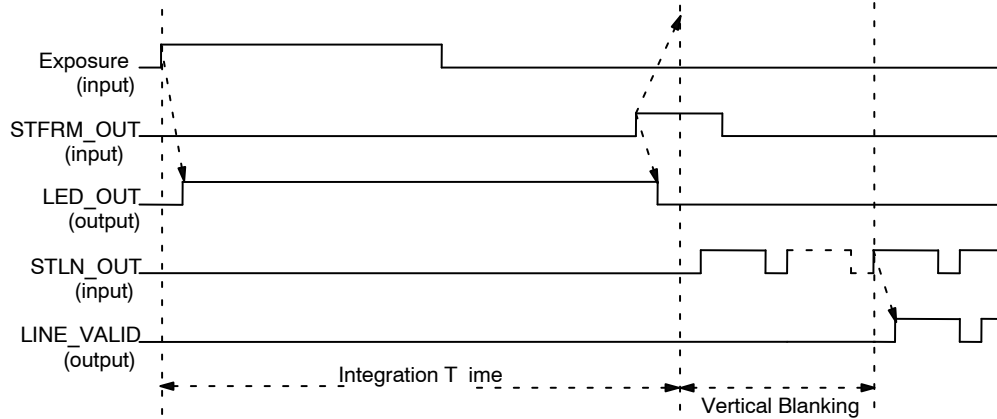 Exposure
(input)
STFRM_OUT
(input)
LED_OUT
(output)
STLN_OUT
(input)
LINE_VALID
(output)
Integration T ime
Vertical Blanking